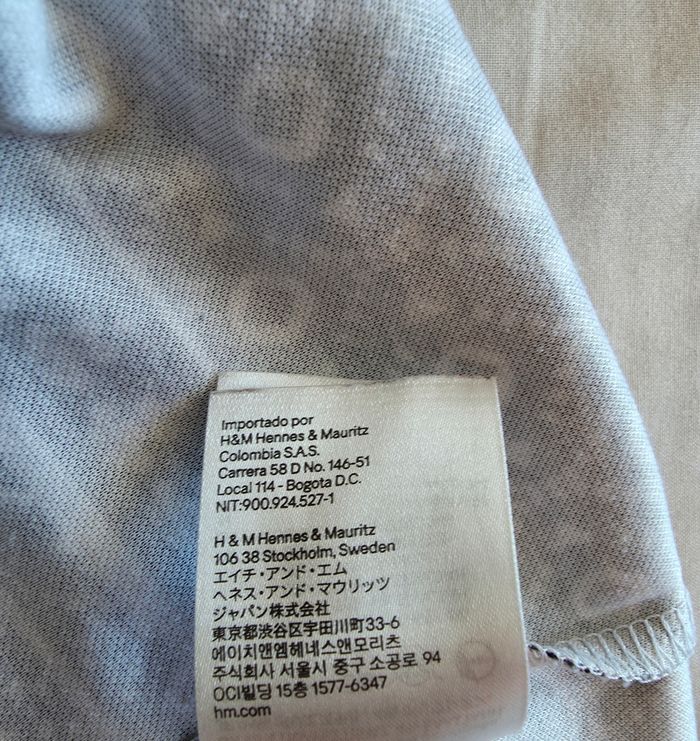 Importado por
H&M Hennes & Mauritz
Colombia S.A.S.
Carrera 58 D No. 146-51
Local 114 - Bogota D.C.
NIT:900.924.527-1
H & M Hennes & Mauritz
106 38 Stockholm, Sweden
エイチ・アンド・エム
ヘネス・アンド・マウリッツ
ジャパン株式会社
東京都渋谷区宇田川町33-6
에이치앤엠헤네스앤모리츠
주식회사 서울시 중구 소공로 94
OCI빌딩 15층 1577-6347
hm.com